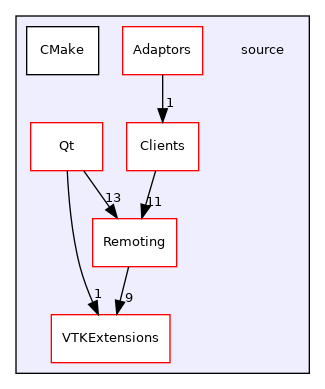 CMake
Adaptors
source
1
Qt
Clients
13
11
Remoting
1
9
VTKExtensions